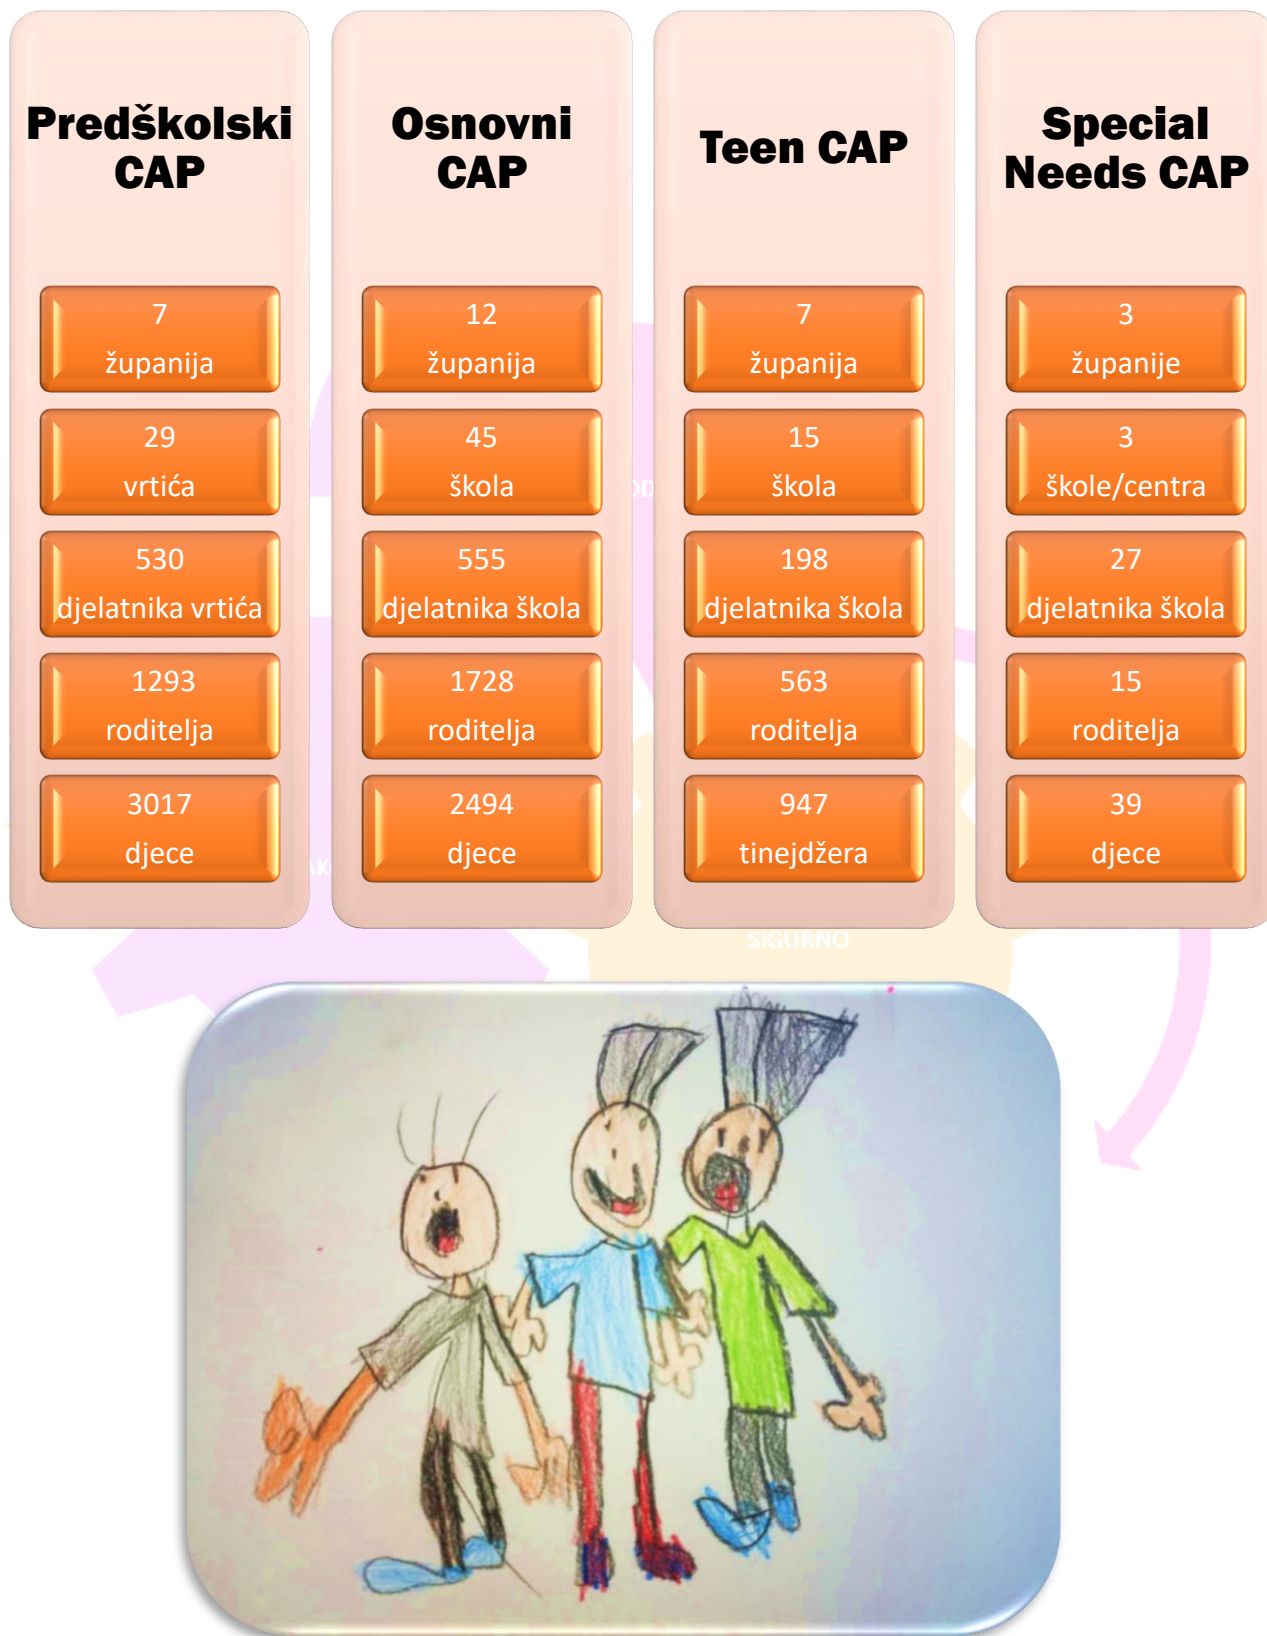 Predškolski
CAP
7
županija
29
vrtića
530
djelatnika vrtića
1293
roditelja
3017
djece
Osnovni
CAP
12
županija
45
škola
555
djelatnika škola
1728
roditelja
2494
djece
Teen CAP
7
županija
15
škola
198
djelatnika škola
563
roditelja
947
tinejdžera
Special
Needs CAP
3
županije
3
škole/centra
27
djelatnika škola
15
roditelja
39
djece
SIGURNO